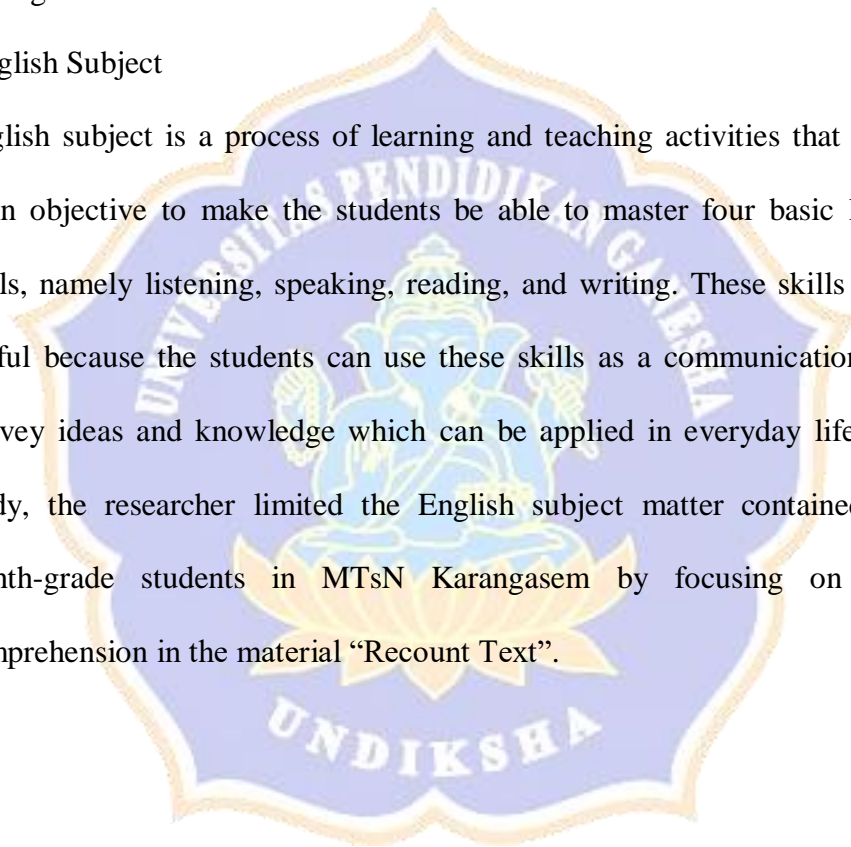 glish Subject
glish subject is a process of learning and teaching activities that
n objective to make the students be able to master four basic
ls, namely listening, speaking, reading, and writing. These skills
ful because the students can use these skills as a communication
vey ideas and knowledge which can be applied in everyday life
dy, the researcher limited the English subject matter contained
nth-grade students in MTsN Karangasem by focusing on
mprehension in the material “Recount Text”.
UNIVERSITAS PENDIDIKAN GANESHA
UNDIKSHA